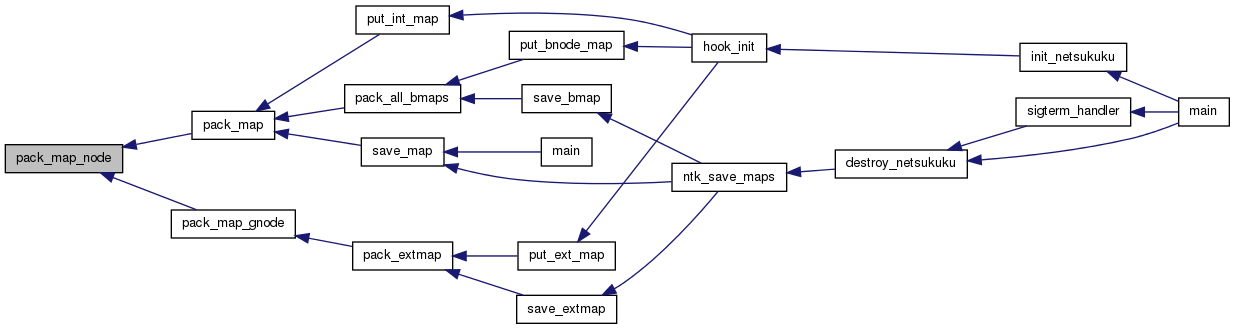 pack_map_node
pack_map
pack_map_gnode
put_int_map
pack_all_bmaps
save_map
pack_extmap
put_bnode_map
save_bmap
main
put_ext_map
save_extmap
hook_init
ntk_save_maps
destroy_netsukuku
init_netsukuku
sigterm_handler
main